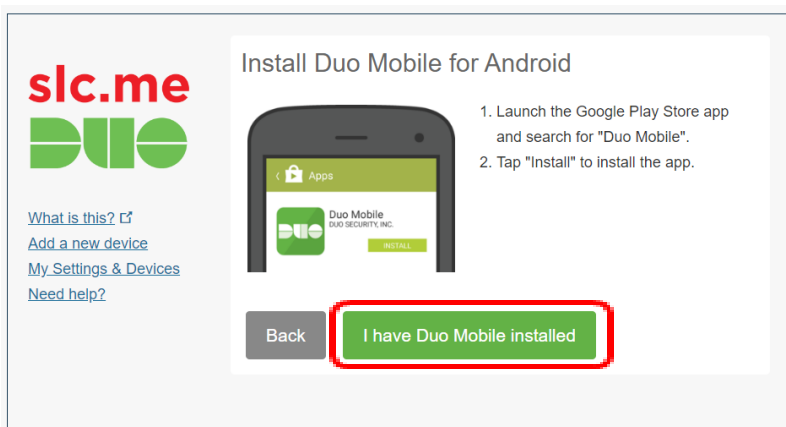 slc.me
DUO
What is this?
Add a new device
My Settings & Devices
Need help?
Install Duo Mobile for Android
< Apps
Duo Mobile
DUO SECURITY, INC.
INSTALL
1. Launch the Google Play Store app
and search for "Duo Mobile".
2. Tap "Install" to install the app.
Back
I have Duo Mobile installed